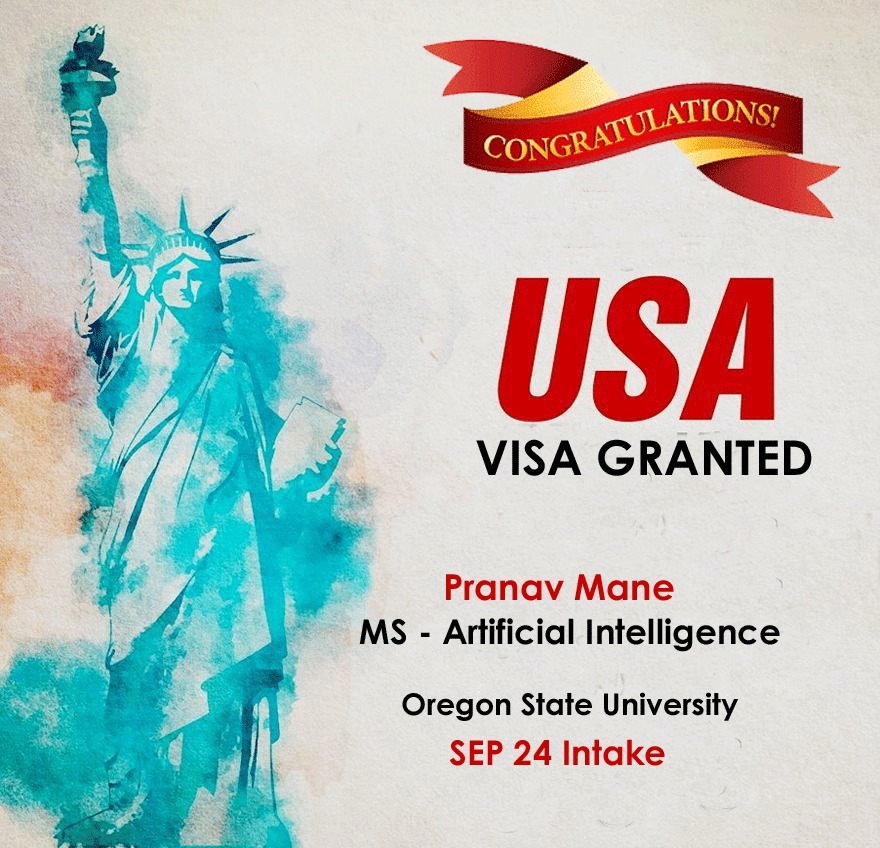 CONGRATULATIONS!
USA
VISA GRANTED
Pranav Mane
MS - Artificial Intelligence
Oregon State University
SEP 24 Intake